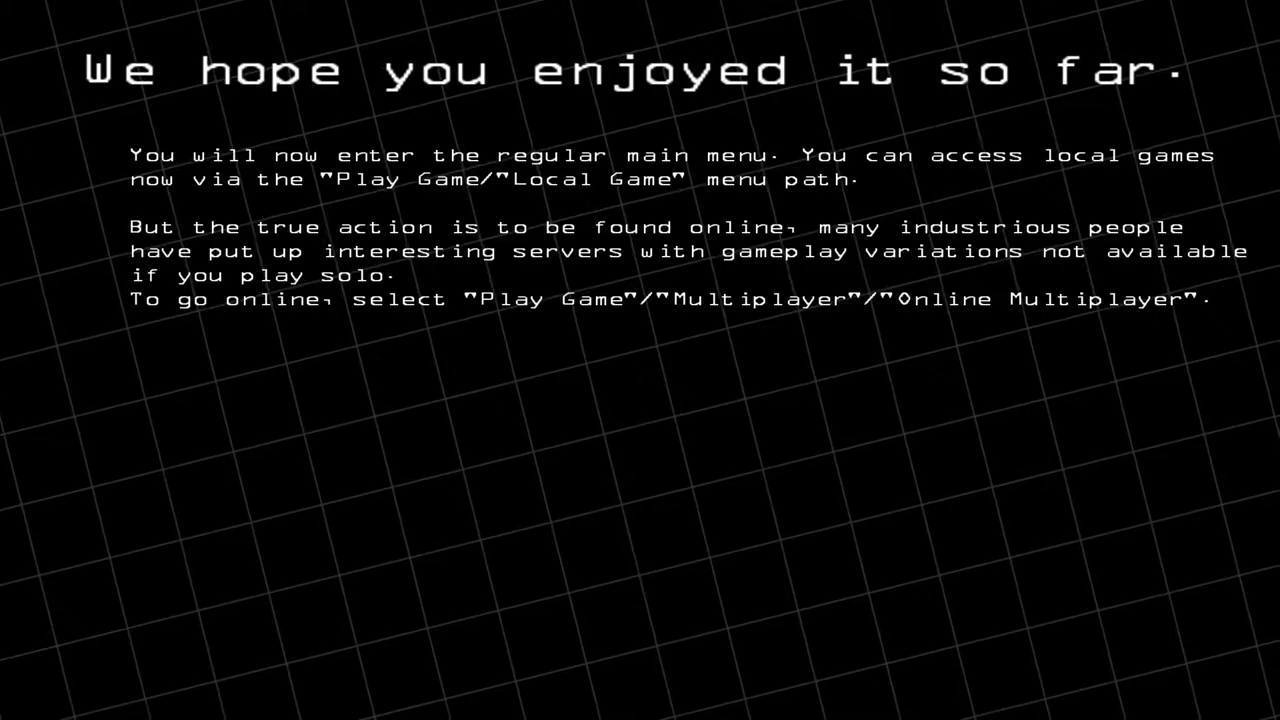 We hope you enjoyed it so far.
You will now enter the regular main menu. You can access local games
now via the "Play Game/"Local Game" menu path.
But the true action is to be found online, many industrious people
have put up interesting servers with gameplay variations not available
if you play solo.
To go online, select "Play Game"/"Multiplayer"/"Online Multiplayer".